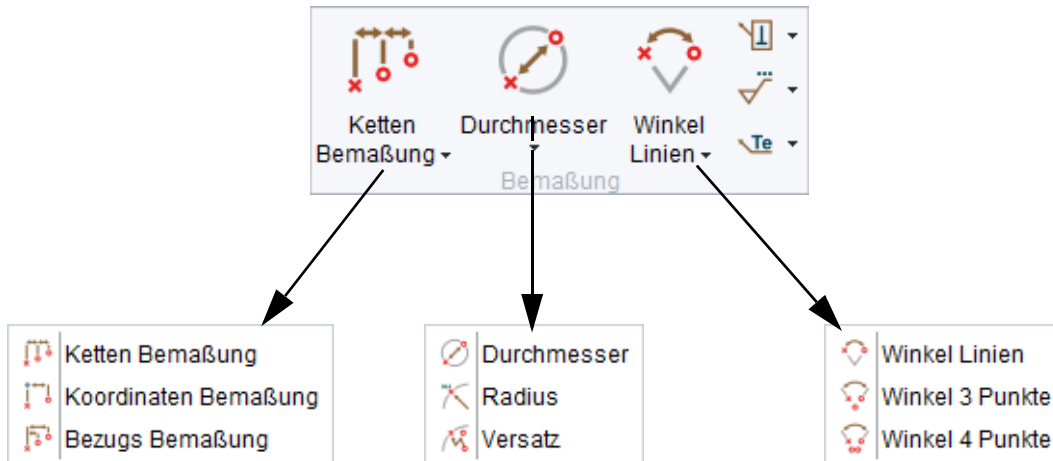 Ketten
Bemaßung
Durchmesser
Winkel
Linien
Te
Bemaßung
Ketten Bemaßung
Koordinaten Bemaßung
Bezugs Bemaßung
Durchmesser
Radius
Versatz
Winkel Linien
Winkel 3 Punkte
Winkel 4 Punkte